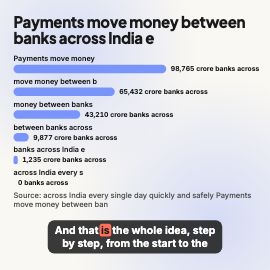 Payments move money between
banks across India e
Payments move money
98,765 crore banks across
move money between b
65,432 crore banks across
money between banks
43,210 crore banks across
between banks across
9,877 crore banks across
banks across India e
1,235 crore banks across
across India every s
0 banks across
Source: across India every single day quickly and safely Payments
move money between ban
And that is the whole idea, step
by step, from the start to the